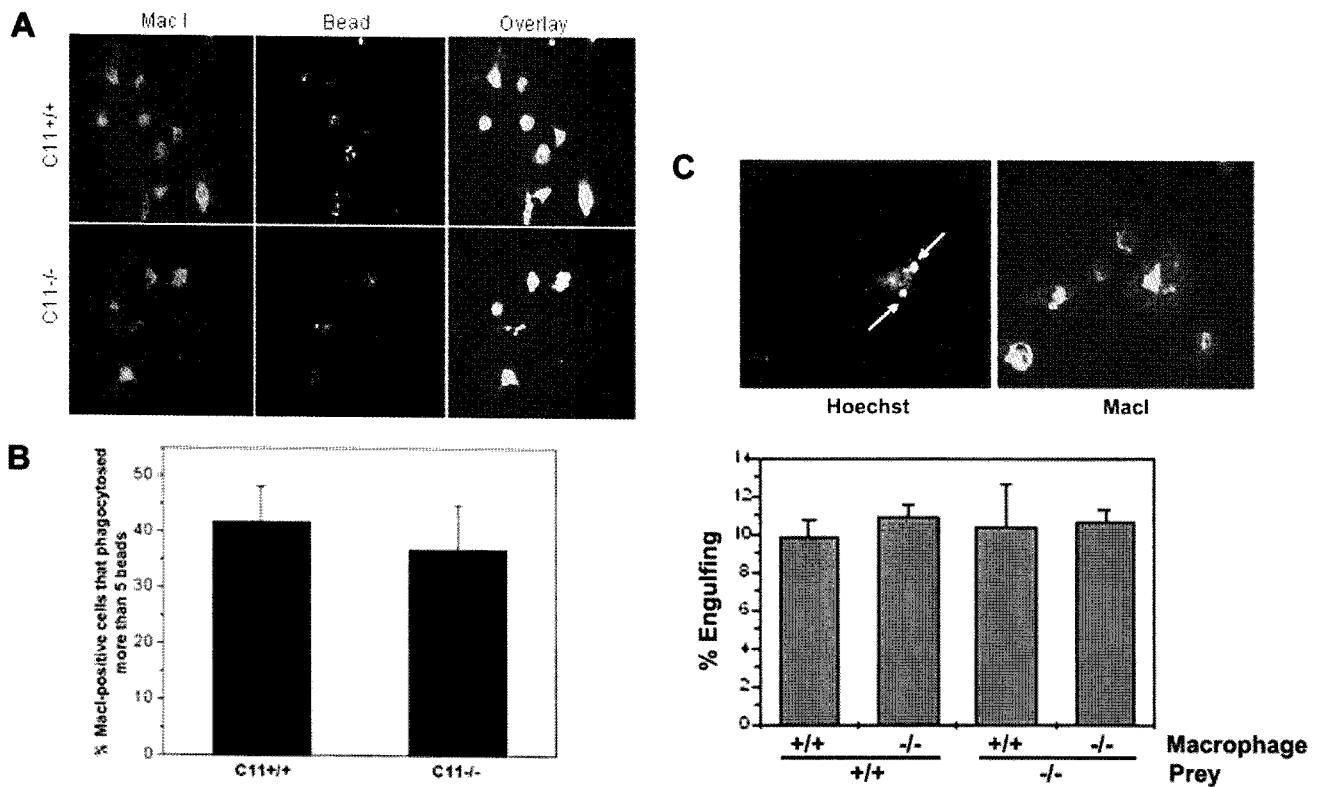 A
Mac I Bead Overlay
C11+/+
C11-/-
B
% MacI-positive cells that phagocytosed
more than 5 beads
50
40
30
20
10
0
C11+/+ C11-/-
C
Hoechst MacI
% Engulfing
14
12
10
8
6
4
2
0
+/+ -/- +/+ -/- Macrophage
+/+ -/- Prey